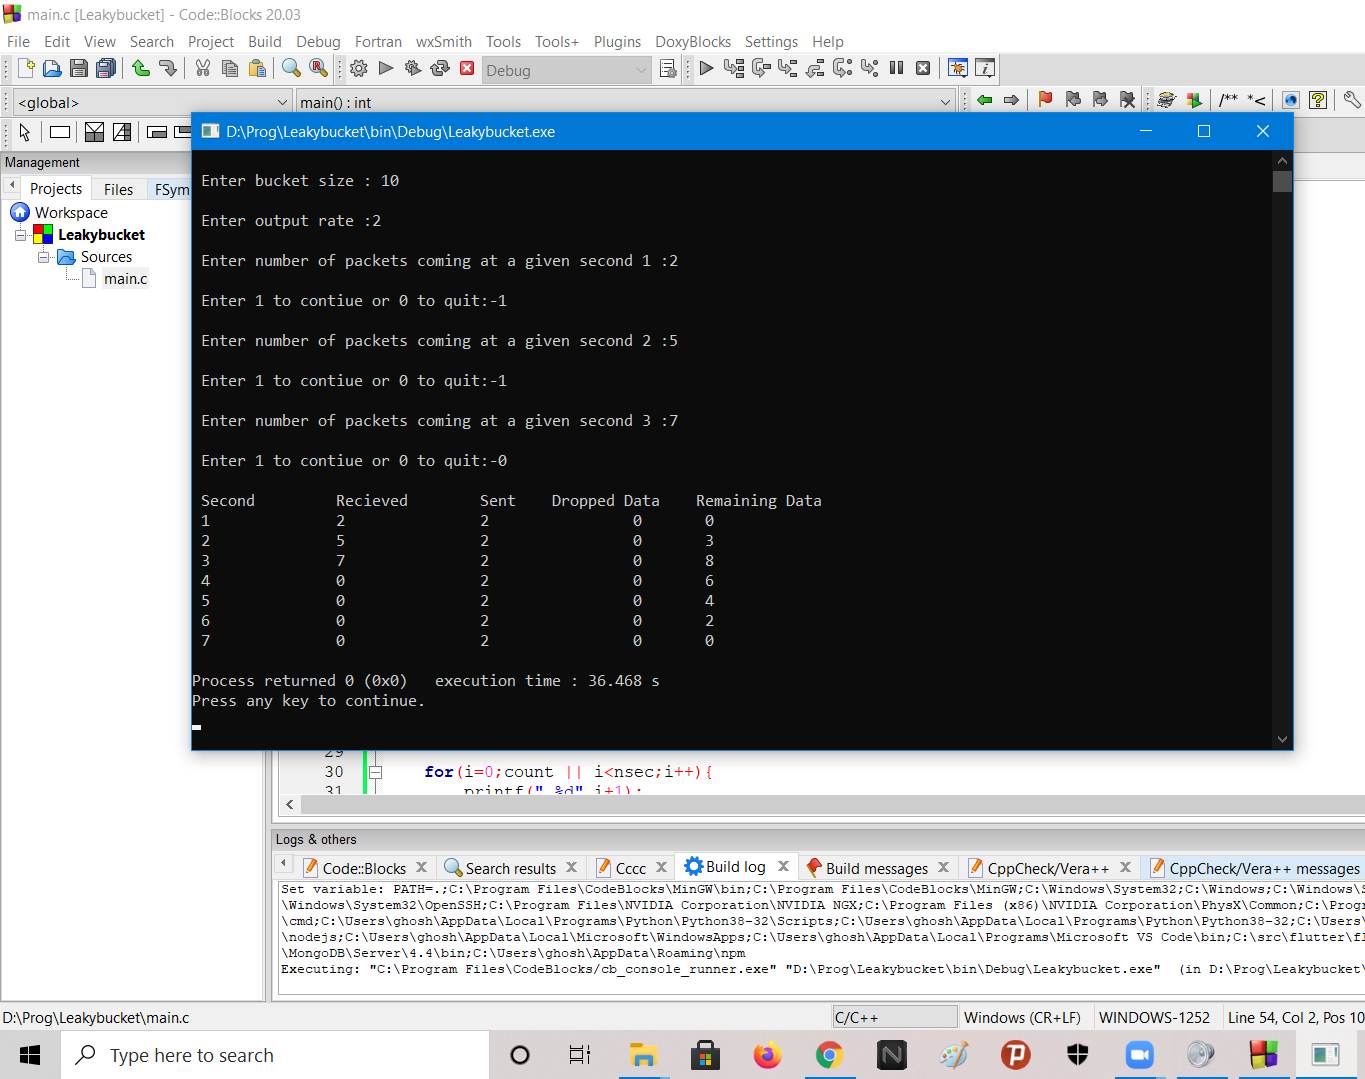 main.c [Leakybucket] - Code::Blocks 20.03
File Edit View Search Project Build Debug Fortran wxSmith Tools Tools+ Plugins DoxyBlocks Settings Help
Debug
<global> main() : int /** *<
D:\Prog\Leakybucket\bin\Debug\Leakybucket.exe
Management
Projects Files FSym
Workspace
Leakybucket
Sources
main.c
Enter bucket size : 10
Enter output rate :2
Enter number of packets coming at a given second 1 :2
Enter 1 to contiue or 0 to quit:-1
Enter number of packets coming at a given second 2 :5
Enter 1 to contiue or 0 to quit:-1
Enter number of packets coming at a given second 3 :7
Enter 1 to contiue or 0 to quit:-0
Second Recieved Sent Dropped Data Remaining Data
1 2 2 0 0
2 5 2 0 3
3 7 2 0 8
4 0 2 0 6
5 0 2 0 4
6 0 2 0 2
7 0 2 0 0
Process returned 0 (0x0) execution time : 36.468 s
Press any key to continue.
29
30 for(i=0;count || i<nsec;i++){
31 printf(" %d",i+1);
Logs & others
Code::Blocks Search results Cccc Build log Build messages CppCheck/Vera++ CppCheck/Vera++ messages
Set variable: PATH=.;C:\Program Files\CodeBlocks\MinGW\bin;C:\Program Files\CodeBlocks\MinGW;C:\Windows\System32;C:\Windows;C:\Windows\S
\Windows\System32\OpenSSH;C:\Program Files\NVIDIA Corporation\NVIDIA NGX;C:\Program Files (x86)\NVIDIA Corporation\PhysX\Common;C:\Prog
\cmd;C:\Users\ghosh\AppData\Local\Programs\Python\Python38-32\Scripts;C:\Users\ghosh\AppData\Local\Programs\Python\Python38-32;C:\Users
\nodejs;C:\Users\ghosh\AppData\Local\Microsoft\WindowsApps;C:\Users\ghosh\AppData\Local\Programs\Microsoft VS Code\bin;C:\src\flutter\fl
\MongoDB\Server\4.4\bin;C:\Users\ghosh\AppData\Roaming\npm
Executing: "C:\Program Files\CodeBlocks/cb_console_runner.exe" "D:\Prog\Leakybucket\bin\Debug\Leakybucket.exe" (in D:\Prog\Leakybucket\
D:\Prog\Leakybucket\main.c C/C++ Windows (CR+LF) WINDOWS-1252 Line 54, Col 2, Pos 10
Type here to search